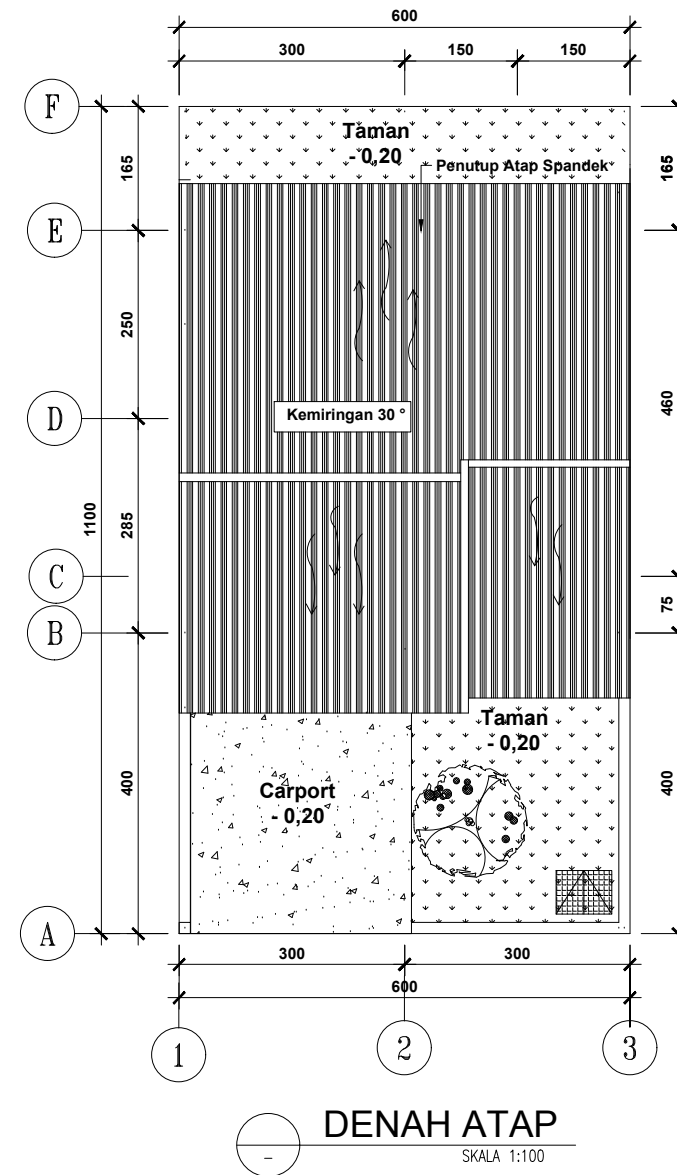 600
300
150
150
F
Taman
- 0,20
165
165
Penutup Atap Spandek
E
250
460
D
Kemiringan 30 °
1100
285
C
75
B
Taman
- 0,20
Carport
- 0,20
400
400
A
300
300
600
1
2
3
DENAH ATAP
-
SKALA 1:100